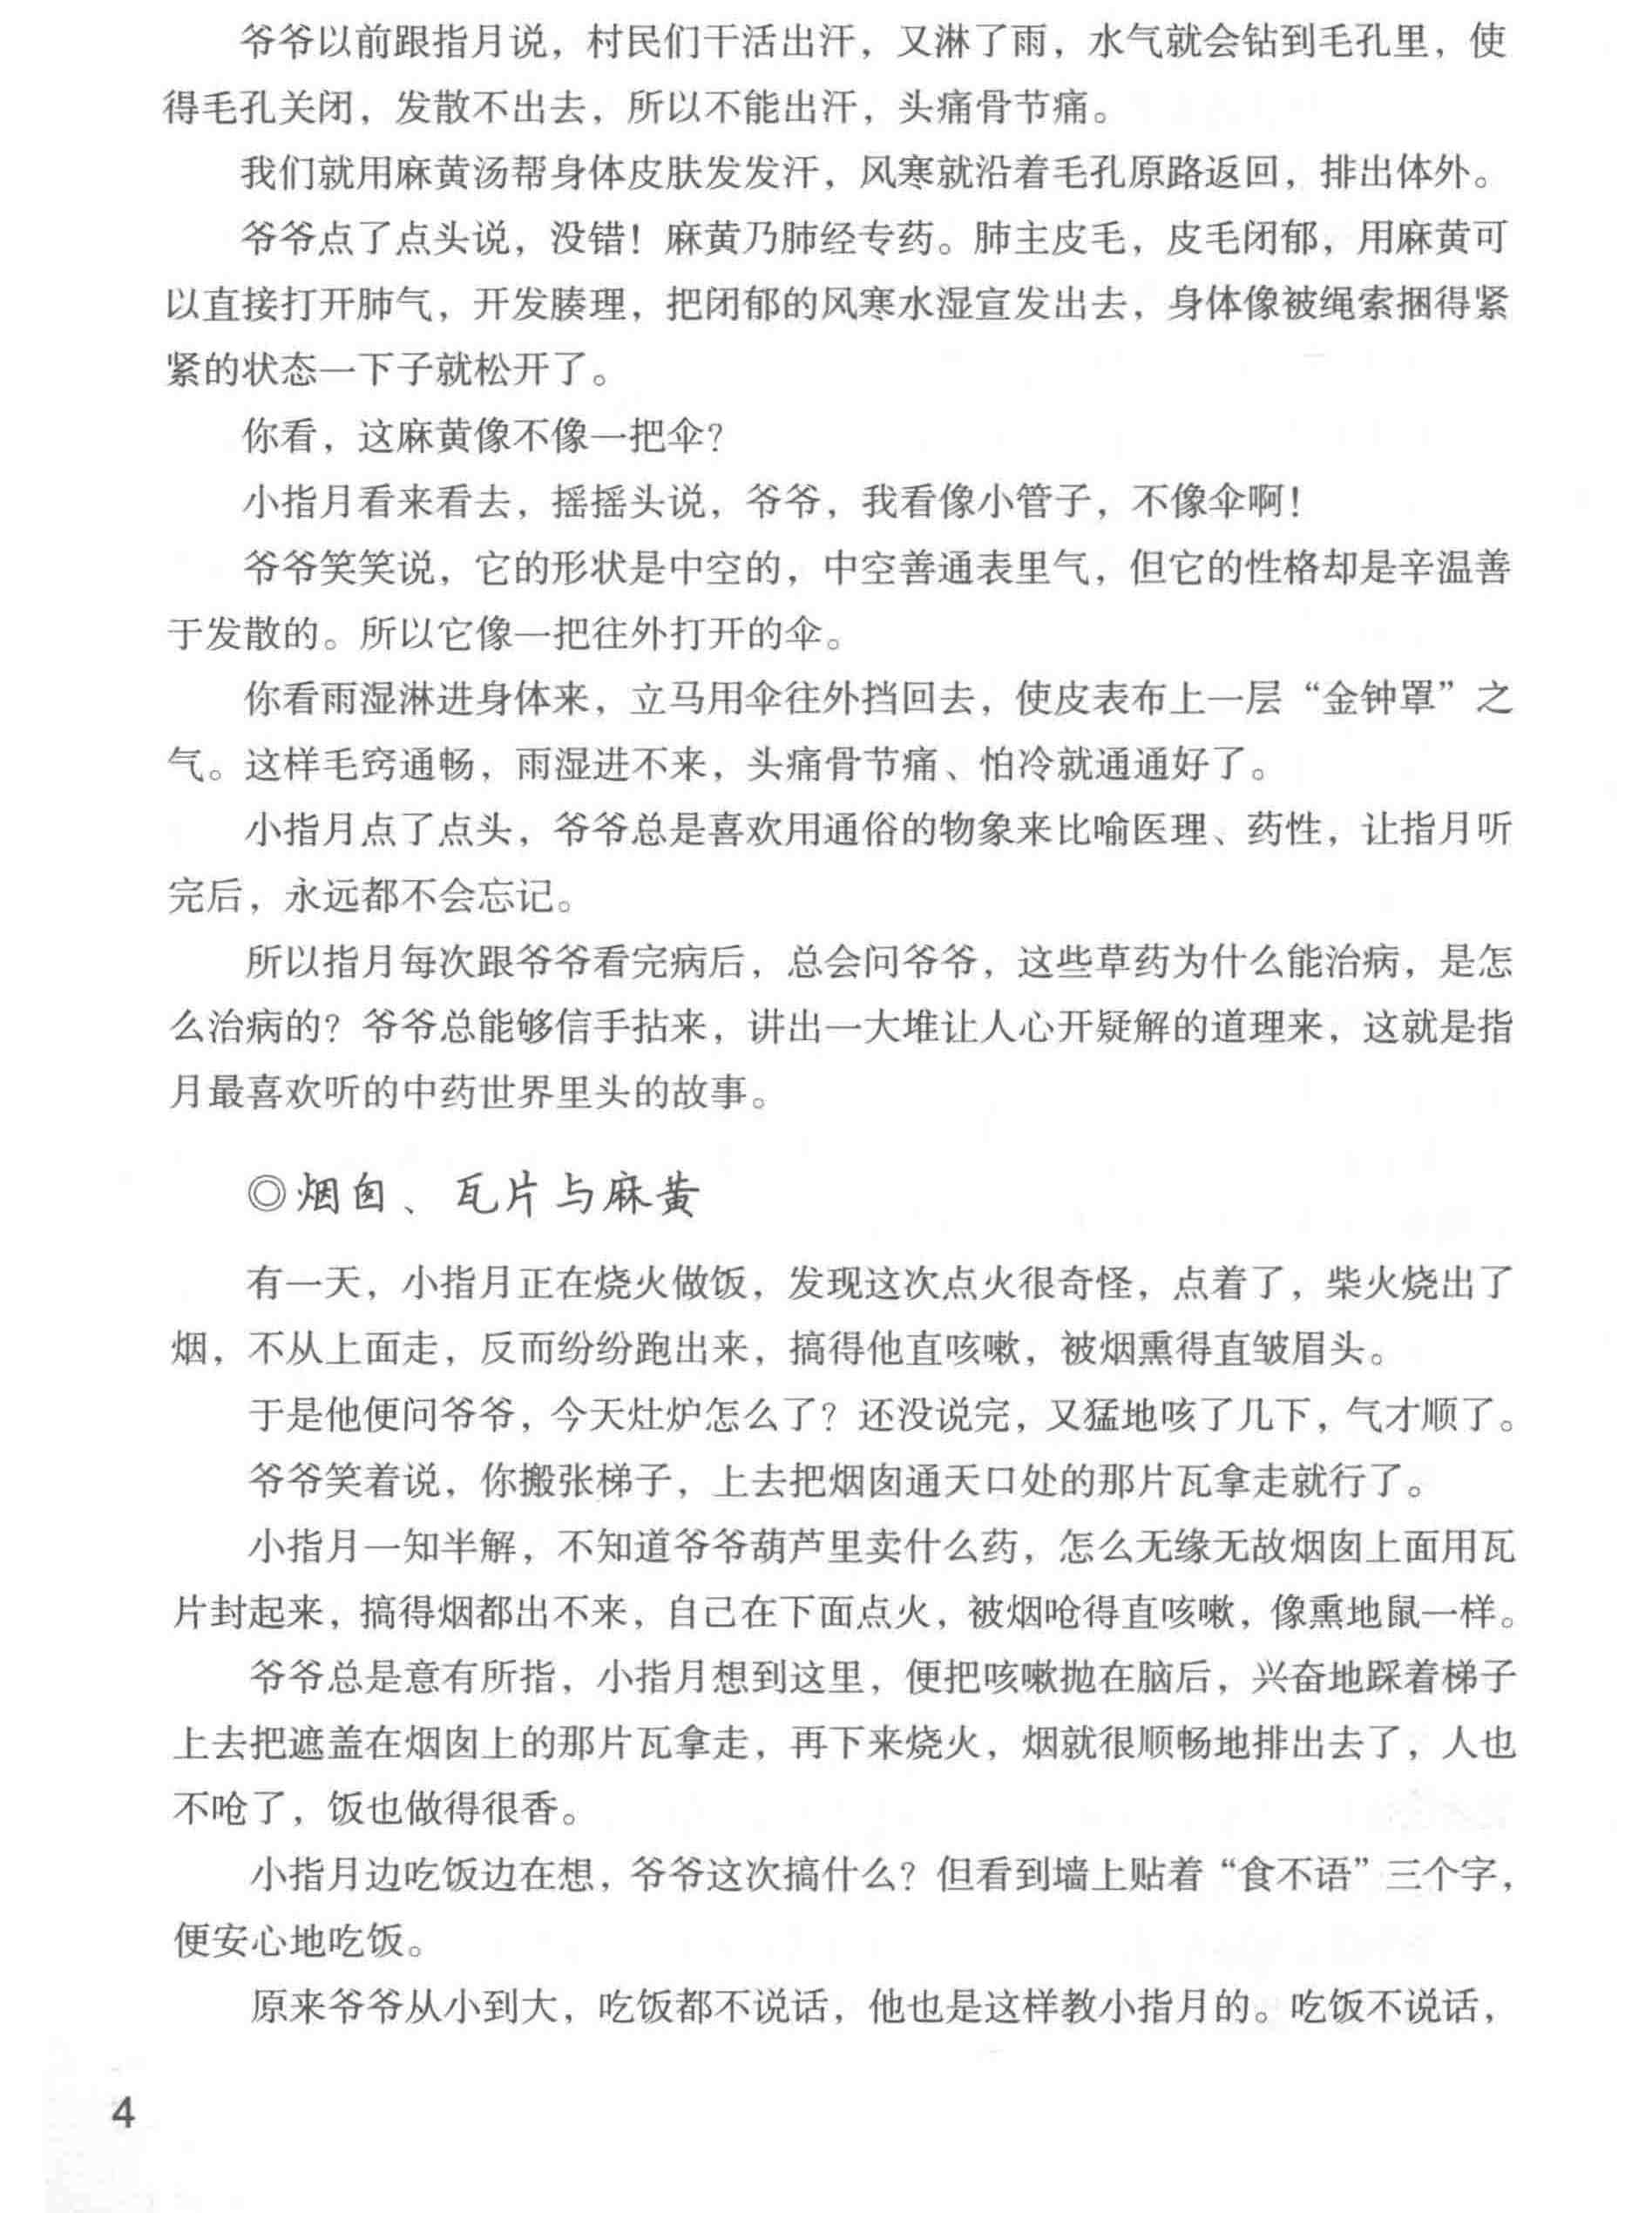 爷爷以前跟指月说，村民们干活出汗，又淋了雨，水气就会钻到毛孔里，使
得毛孔关闭，发散不出去，所以不能出汗，头痛骨节痛。
我们就用麻黄汤帮身体皮肤发发汗，风寒就沿着毛孔原路返回，排出体外。
爷爷点了点头说，没错！麻黄乃肺经专药。肺主皮毛，皮毛闭郁，用麻黄可
以直接打开肺气，开发腠理，把闭郁的风寒水湿宣发出去，身体像被绳索捆得紧
紧的状态一下子就松开了。
你看，这麻黄像不像一把伞？
小指月看来看去，摇摇头说，爷爷，我看像小管子，不像伞啊！
爷爷笑笑说，它的形状是中空的，中空善通表里气，但它的性格却是辛温善
于发散的。所以它像一把往外打开的伞。
你看雨湿淋进身体来，立马用伞往外挡回去，使皮表布上一层“金钟罩”之
气。这样毛窍通畅，雨湿进不来，头痛骨节痛、怕冷就通通好了。
小指月点了点头，爷爷总是喜欢用通俗的物象来比喻医理、药性，让指月听
完后，永远都不会忘记。
所以指月每次跟爷爷看完病后，总会问爷爷，这些草药为什么能治病，是怎
么治病的？爷爷总能够信手拈来，讲出一大堆让人心开疑解的道理来，这就是指
月最喜欢听的中药世界里头的故事。
◎烟囱、瓦片与麻黄
有一天，小指月正在烧火做饭，发现这次点火很奇怪，点着了，柴火烧出了
烟，不从上面走，反而纷纷跑出来，搞得他直咳嗽，被烟熏得直皱眉头。
于是他便问爷爷，今天灶炉怎么了？还没说完，又猛地咳了几下，气才顺了。
爷爷笑着说，你搬张梯子，上去把烟囱通天口处的那片瓦拿走就行了。
小指月一知半解，不知道爷爷葫芦里卖什么药，怎么无缘无故烟囱上面用瓦
片封起来，搞得烟都出不来，自己在下面点火，被烟呛得直咳嗽，像熏地鼠一样。
爷爷总是意有所指，小指月想到这里，便把咳嗽抛在脑后，兴奋地踩着梯子
上去把遮盖在烟囱上的那片瓦拿走，再下来烧火，烟就很顺畅地排出去了，人也
不呛了，饭也做得很香。
小指月边吃饭边在想，爷爷这次搞什么？但看到墙上贴着“食不语”三个字，
便安心地吃饭。
原来爷爷从小到大，吃饭都不说话，他也是这样教小指月的。吃饭不说话，
4